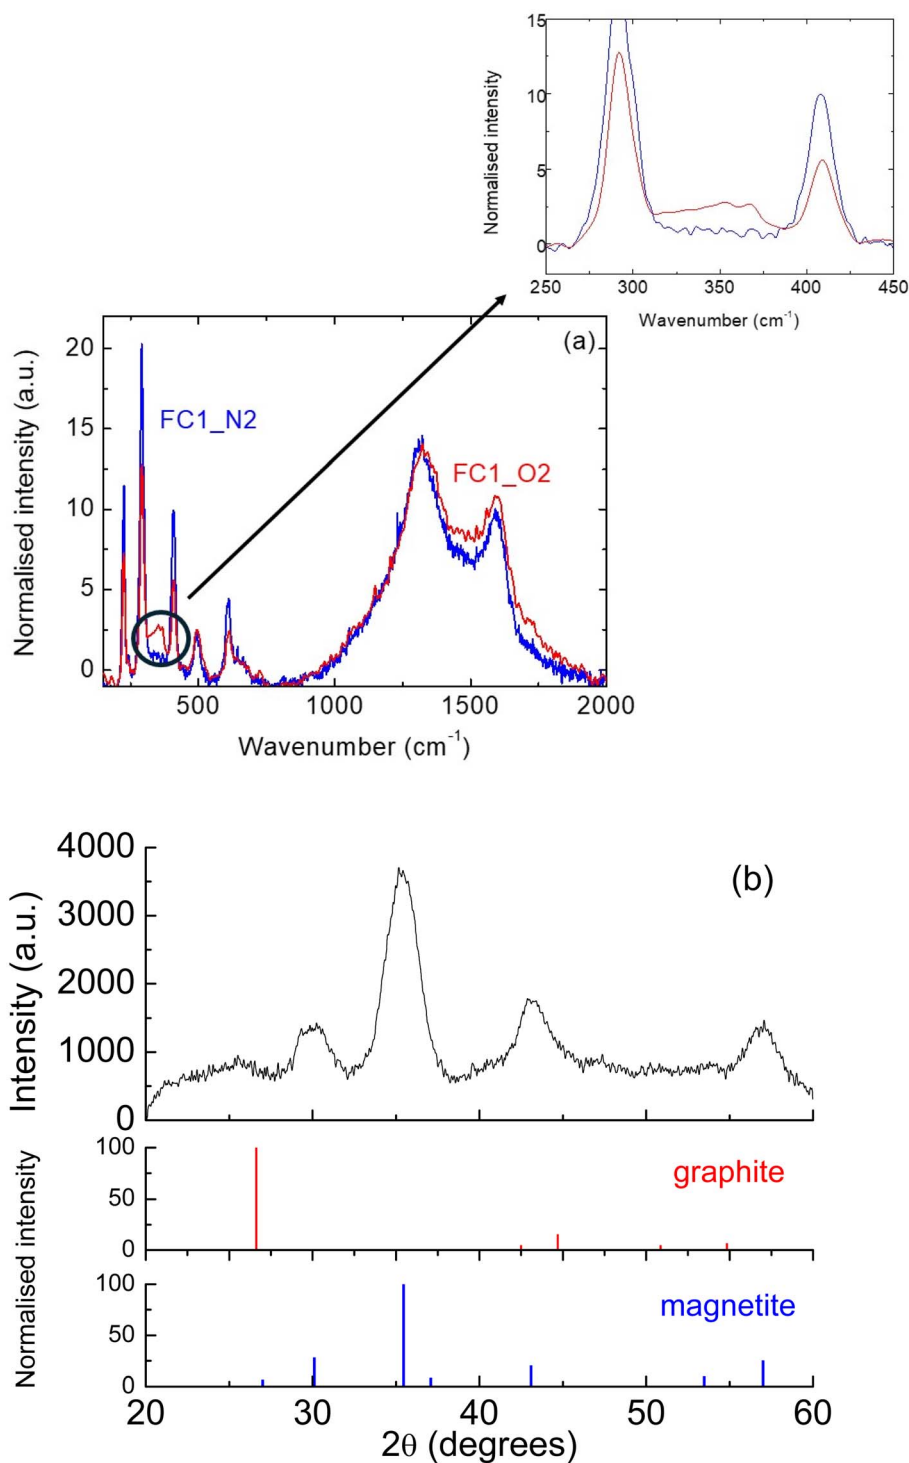 15
10
5
0
Normalised intensity
250 300 350 400 450
Wavenumber (cm⁻¹)
(a)
20
15
10
5
0
Normalised intensity (a.u.)
FC1_N2
FC1_O2
500 1000 1500 2000
Wavenumber (cm⁻¹)
(b)
4000
3000
2000
1000
0
Intensity (a.u.)
100
50
0
Normalised intensity
graphite
100
50
0
Normalised intensity
magnetite
20 30 40 50 60
2θ (degrees)